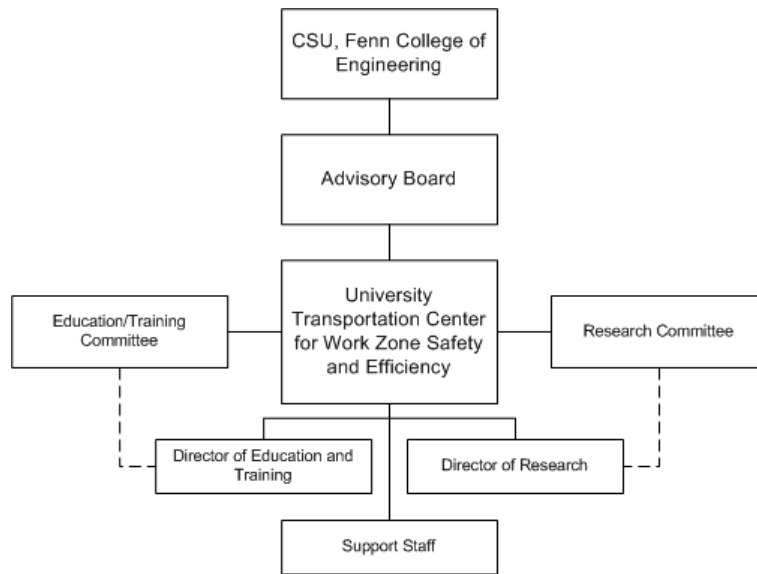 CSU, Fenn College of
Engineering
Advisory Board
University
Transportation Center
for Work Zone Safety
and Efficiency
Education/Training
Committee
Research Committee
Director of Education and
Training
Director of Research
Support Staff